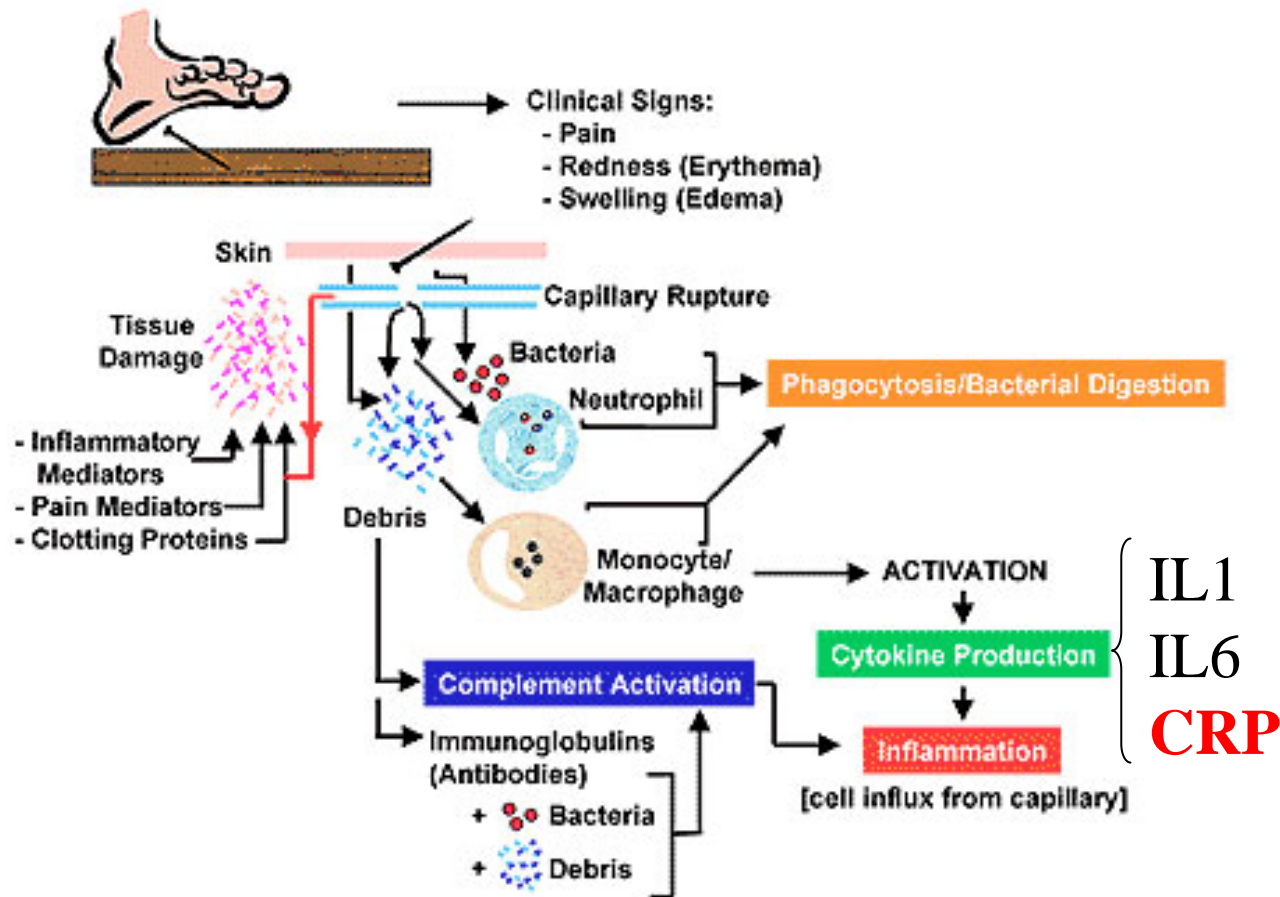 Clinical Signs:
- Pain
- Redness (Erythema)
- Swelling (Edema)
Skin
Capillary Rupture
Tissue
Damage
Bacteria
Neutrophil
Phagocytosis/Bacterial Digestion
- Inflammatory
Mediators
- Pain Mediators
- Clotting Proteins
Debris
Monocyte/
Macrophage
ACTIVATION
IL1
Cytokine Production
IL6
Complement Activation
CRP
Immunoglobulins
(Antibodies)
Inflammation
[cell influx from capillary]
+ Bacteria
+ Debris